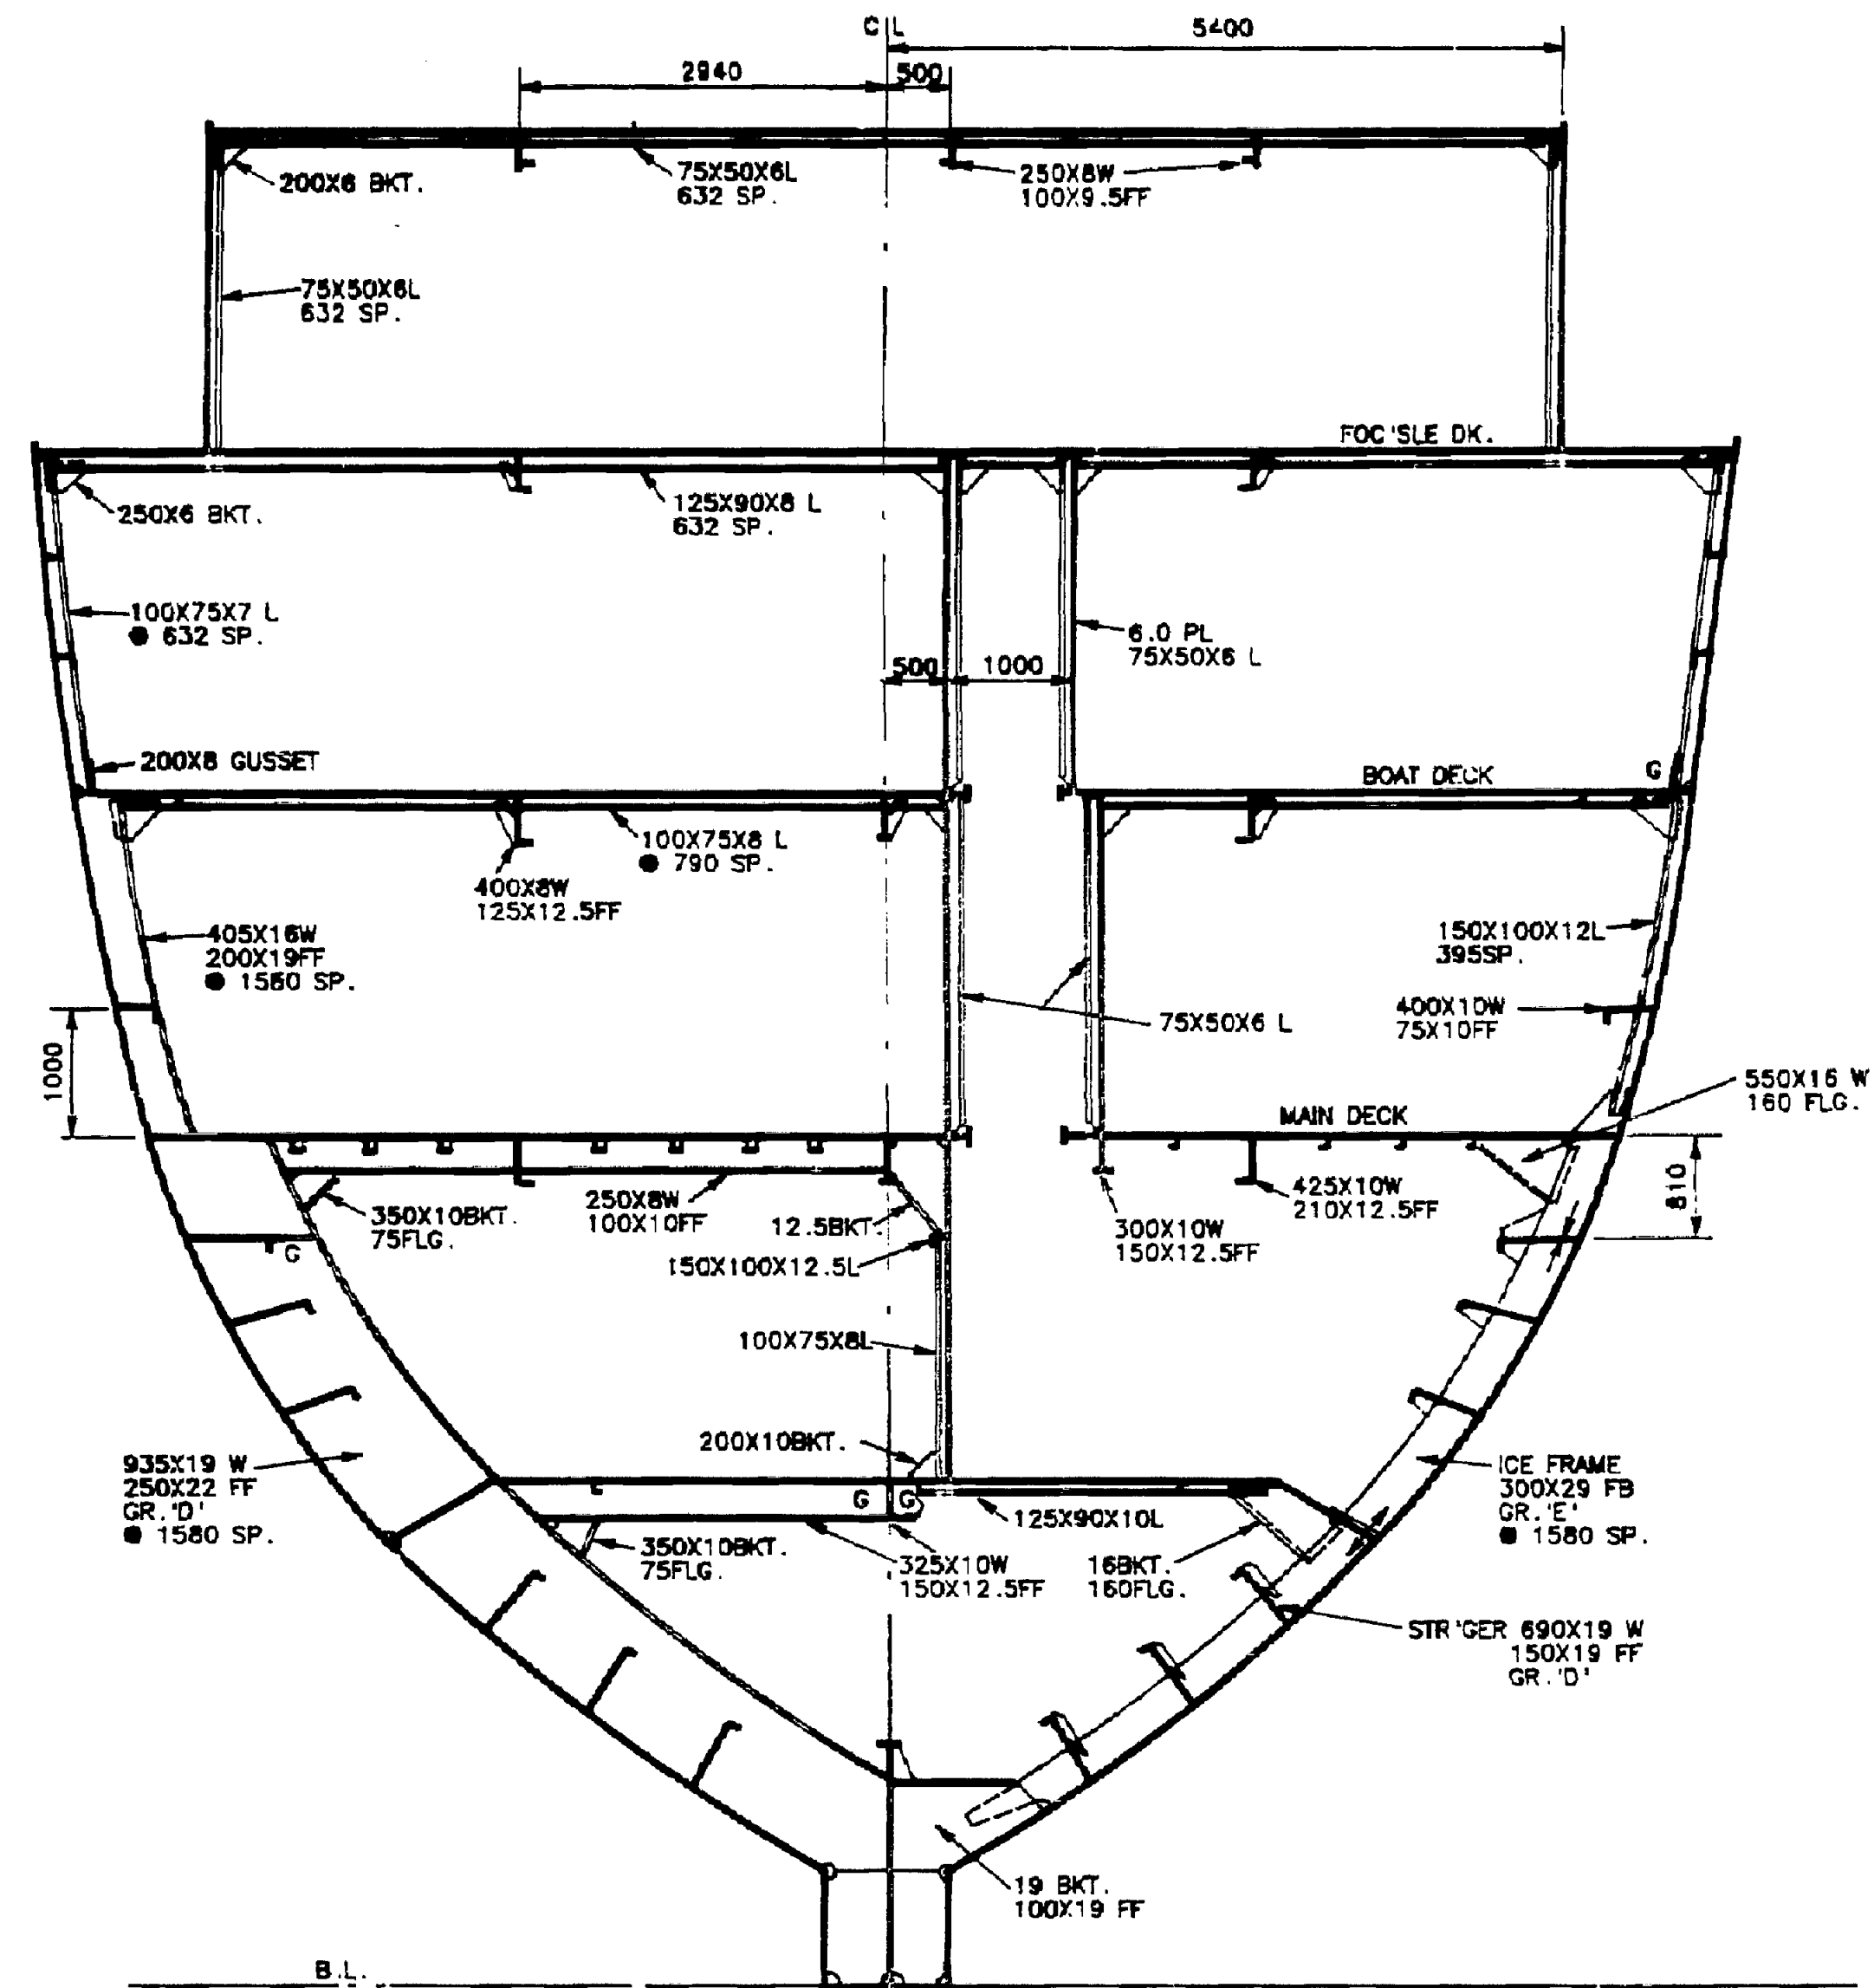 C L
5400
2940
500
200X6 BKT.
75X50X6L
632 SP.
250X8W
100X9.5FF
75X50X6L
632 SP.
FOC'SLE DK.
250X6 BKT.
125X90X8 L
632 SP.
100X75X7 L
● 632 SP.
6.0 PL
75X50X6 L
500
1000
200X8 GUSSET
BOAT DECK
G
100X75X8 L
● 790 SP.
400X8W
125X12.5FF
405X16W
200X19FF
● 1580 SP.
150X100X12L
395SP.
400X10W
75X10FF
75X50X6 L
1000
550X16 W
160 FLG.
MAIN DECK
810
350X10BKT.
75FLG.
250X8W
100X10FF
12.5BKT.
300X10W
150X12.5FF
425X10W
210X12.5FF
G
150X100X12.5L
100X75X8L
200X10BKT.
935X19 W
250X22 FF
GR.'D'
● 1580 SP.
ICE FRAME
300X29 FB
GR.'E'
● 1580 SP.
G
G
125X90X10L
350X10BKT.
75FLG.
325X10W
150X12.5FF
16BKT.
160FLG.
STR'GER 690X19 W
150X19 FF
GR.'D'
19 BKT.
100X19 FF
B.L.